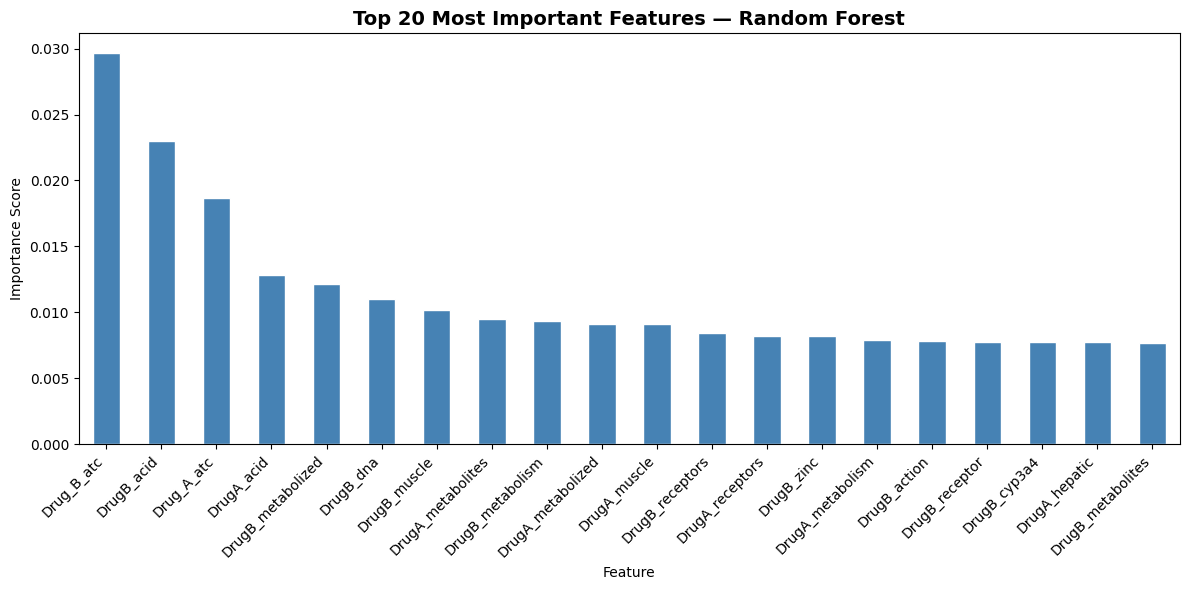 Top 20 Most Important Features — Random Forest
Importance Score
0.030
0.025
0.020
0.015
0.010
0.005
0.000
Drug_B_atc
DrugB_acid
Drug_A_atc
DrugA_acid
DrugB_metabolized
DrugB_dna
DrugB_muscle
DrugA_metabolites
DrugB_metabolism
DrugA_metabolized
DrugA_muscle
DrugB_receptors
DrugA_receptors
DrugB_zinc
DrugA_metabolism
DrugB_action
DrugB_receptor
DrugB_cyp3a4
DrugA_hepatic
DrugB_metabolites
Feature